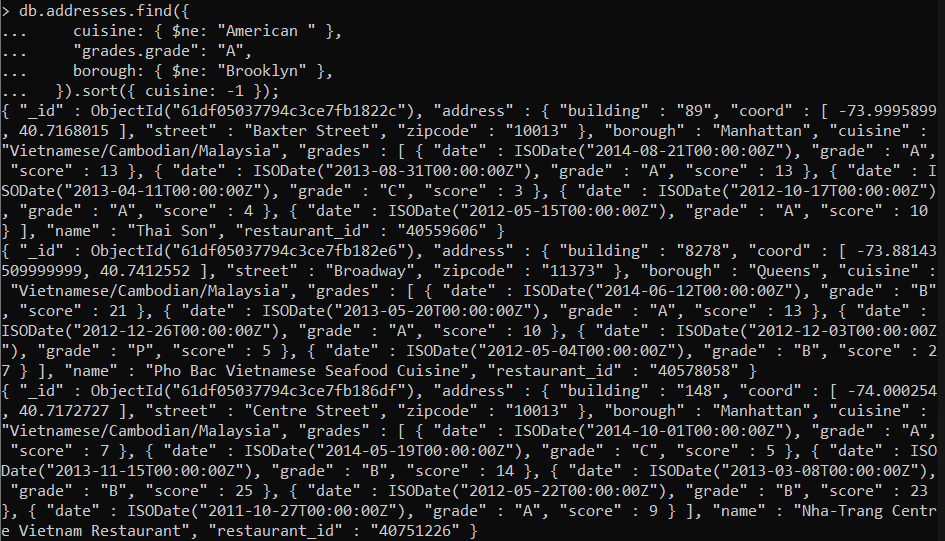 > db.addresses.find({
...     cuisine: { $ne: "American " },
...     "grades.grade": "A",
...     borough: { $ne: "Brooklyn" },
...   }).sort({ cuisine: -1 });
{ "_id" : ObjectId("61df05037794c3ce7fb1822c"), "address" : { "building" : "89", "coord" : [ -73.9995899
, 40.7168015 ], "street" : "Baxter Street", "zipcode" : "10013" }, "borough" : "Manhattan", "cuisine" :
"Vietnamese/Cambodian/Malaysia", "grades" : [ { "date" : ISODate("2014-08-21T00:00:00Z"), "grade" : "A",
 "score" : 13 }, { "date" : ISODate("2013-08-31T00:00:00Z"), "grade" : "A", "score" : 13 }, { "date" : I
SODate("2013-04-11T00:00:00Z"), "grade" : "C", "score" : 3 }, { "date" : ISODate("2012-10-17T00:00:00Z")
, "grade" : "A", "score" : 4 }, { "date" : ISODate("2012-05-15T00:00:00Z"), "grade" : "A", "score" : 10
} ], "name" : "Thai Son", "restaurant_id" : "40559606" }
{ "_id" : ObjectId("61df05037794c3ce7fb182e6"), "address" : { "building" : "8278", "coord" : [ -73.88143
509999999, 40.7412552 ], "street" : "Broadway", "zipcode" : "11373" }, "borough" : "Queens", "cuisine" :
 "Vietnamese/Cambodian/Malaysia", "grades" : [ { "date" : ISODate("2014-06-12T00:00:00Z"), "grade" : "B"
, "score" : 21 }, { "date" : ISODate("2013-05-20T00:00:00Z"), "grade" : "A", "score" : 13 }, { "date" :
ISODate("2012-12-26T00:00:00Z"), "grade" : "A", "score" : 10 }, { "date" : ISODate("2012-12-03T00:00:00Z
"), "grade" : "P", "score" : 5 }, { "date" : ISODate("2012-05-04T00:00:00Z"), "grade" : "B", "score" : 2
7 } ], "name" : "Pho Bac Vietnamese Seafood Cuisine", "restaurant_id" : "40578058" }
{ "_id" : ObjectId("61df05037794c3ce7fb186df"), "address" : { "building" : "148", "coord" : [ -74.000254
, 40.7172727 ], "street" : "Centre Street", "zipcode" : "10013" }, "borough" : "Manhattan", "cuisine" :
"Vietnamese/Cambodian/Malaysia", "grades" : [ { "date" : ISODate("2014-10-01T00:00:00Z"), "grade" : "A",
 "score" : 7 }, { "date" : ISODate("2014-05-19T00:00:00Z"), "grade" : "C", "score" : 5 }, { "date" : ISO
Date("2013-11-15T00:00:00Z"), "grade" : "B", "score" : 14 }, { "date" : ISODate("2013-03-08T00:00:00Z"),
 "grade" : "B", "score" : 25 }, { "date" : ISODate("2012-05-22T00:00:00Z"), "grade" : "B", "score" : 23
}, { "date" : ISODate("2011-10-27T00:00:00Z"), "grade" : "A", "score" : 9 } ], "name" : "Nha-Trang Centr
e Vietnam Restaurant", "restaurant_id" : "40751226" }